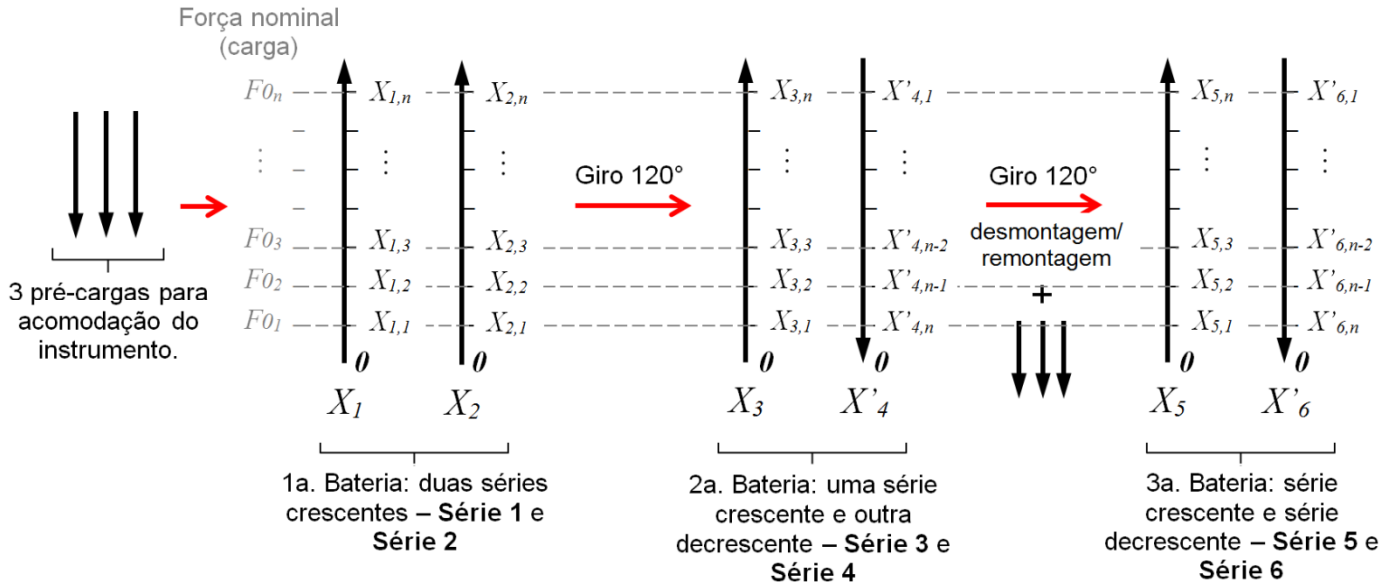 Força nominal
(carga)
F0n X1,n X2,n X3,n X'4,1 X5,n X'6,1
⋮ ⋮ ⋮ ⋮ ⋮ ⋮ ⋮
Giro 120° Giro 120°
F03 X1,3 X2,3 X3,3 X'4,n-2 X5,3 X'6,n-2
desmontagem/
remontagem
F02 X1,2 X2,2 X3,2 X'4,n-1 X5,2 X'6,n-1
+
F01 X1,1 X2,1 X3,1 X'4,n X5,1 X'6,n
3 pré-cargas para
acomodação do
instrumento.
0 0 0 0 0 0
X1 X2 X3 X'4 X5 X'6
1a. Bateria: duas séries
crescentes – Série 1 e
Série 2
2a. Bateria: uma série
crescente e outra
decrescente – Série 3 e
Série 4
3a. Bateria: série
crescente e série
decrescente – Série 5 e
Série 6